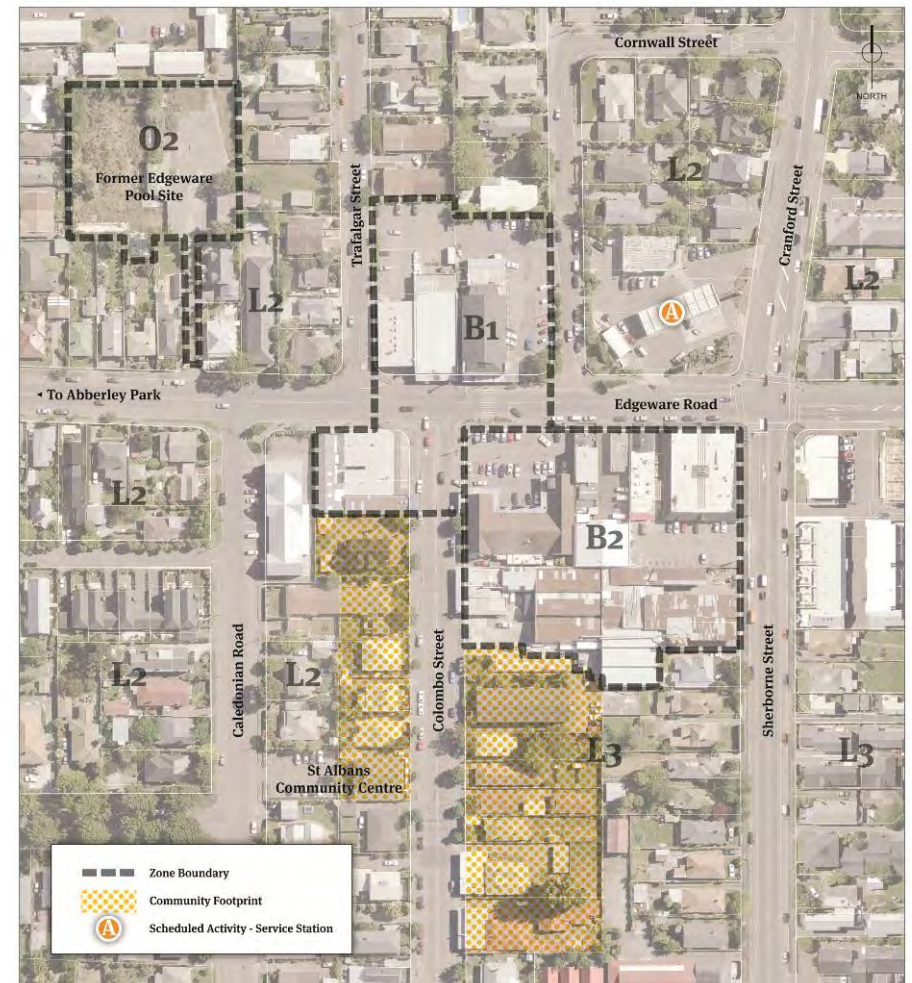 Cornwall Street
NORTH
O2
Former Edgeware
Pool Site
Trafalgar Street
L2
Cranford Street
L2
L2
B1
A
◂ To Abberley Park
Edgeware Road
L2
B2
L2
Caledonian Road
L2
Colombo Street
L3
Sherborne Street
L3
St Albans
Community Centre
Zone Boundary
Community Footprint
A Scheduled Activity - Service Station